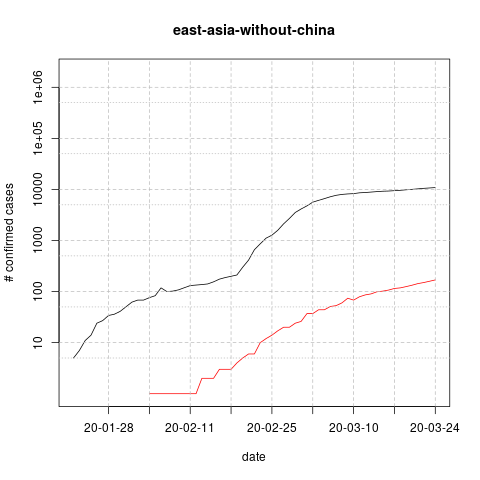 east-asia-without-china
# confirmed cases
1e+06
1e+05
10000
1000
100
10
20-01-28
20-02-11
20-02-25
20-03-10
20-03-24
date